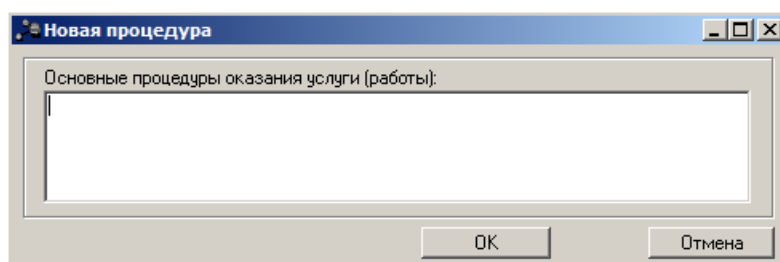 Новая процедура
Основные процедуры оказания услуги (работы):
OK
Отмена